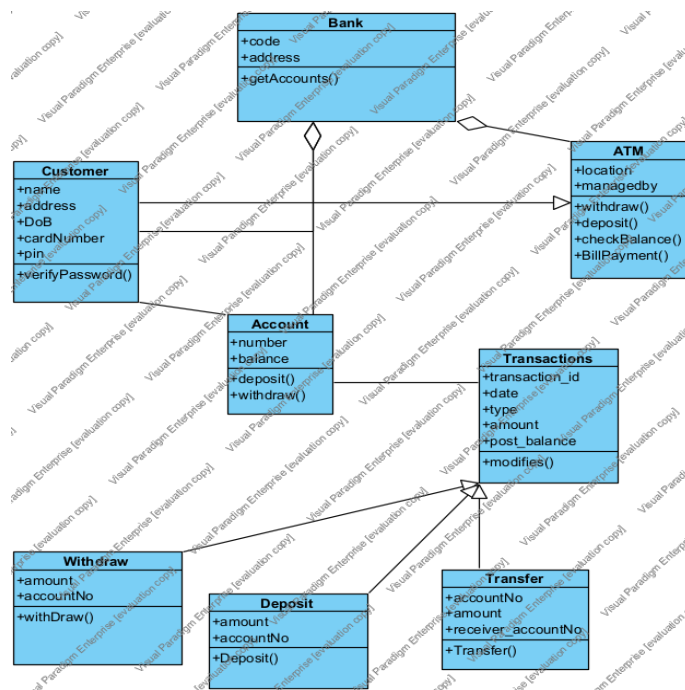 Bank
+code
+address
+getAccounts()
ATM
+location
+managedby
+withdraw()
+deposit()
+checkBalance()
+BillPayment()
Customer
+name
+address
+DoB
+cardNumber
+pin
+verifyPassword()
Account
+number
+balance
+deposit()
+withdraw()
Transactions
+transaction_id
+date
+type
+amount
+post_balance
+modifies()
Withdraw
+amount
+accountNo
+withDraw()
Deposit
+amount
+accountNo
+Deposit()
Transfer
+accountNo
+amount
+receiver_accountNo
+Transfer()
Visual Paradigm Enterprise [evaluation copy]